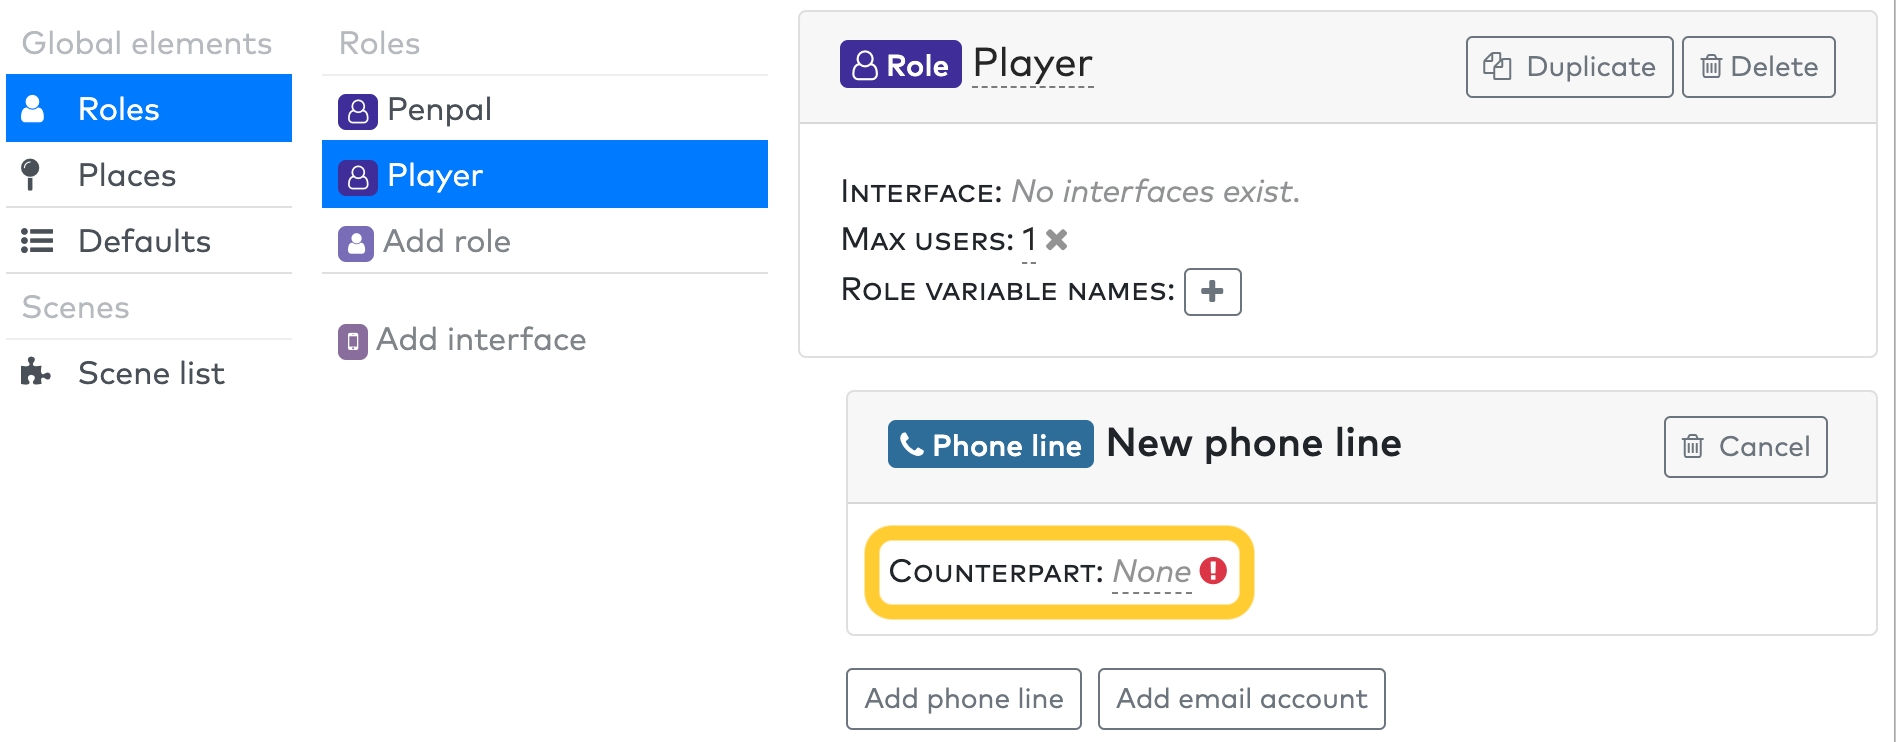 Global elements
Roles
Places
Defaults
Scenes
Scene list
Roles
Penpal
Player
Add role
Add interface
Role Player
Duplicate
Delete
INTERFACE: No interfaces exist.
MAX USERS: 1
ROLE VARIABLE NAMES:
Phone line New phone line
Cancel
COUNTERPART: None
Add phone line
Add email account